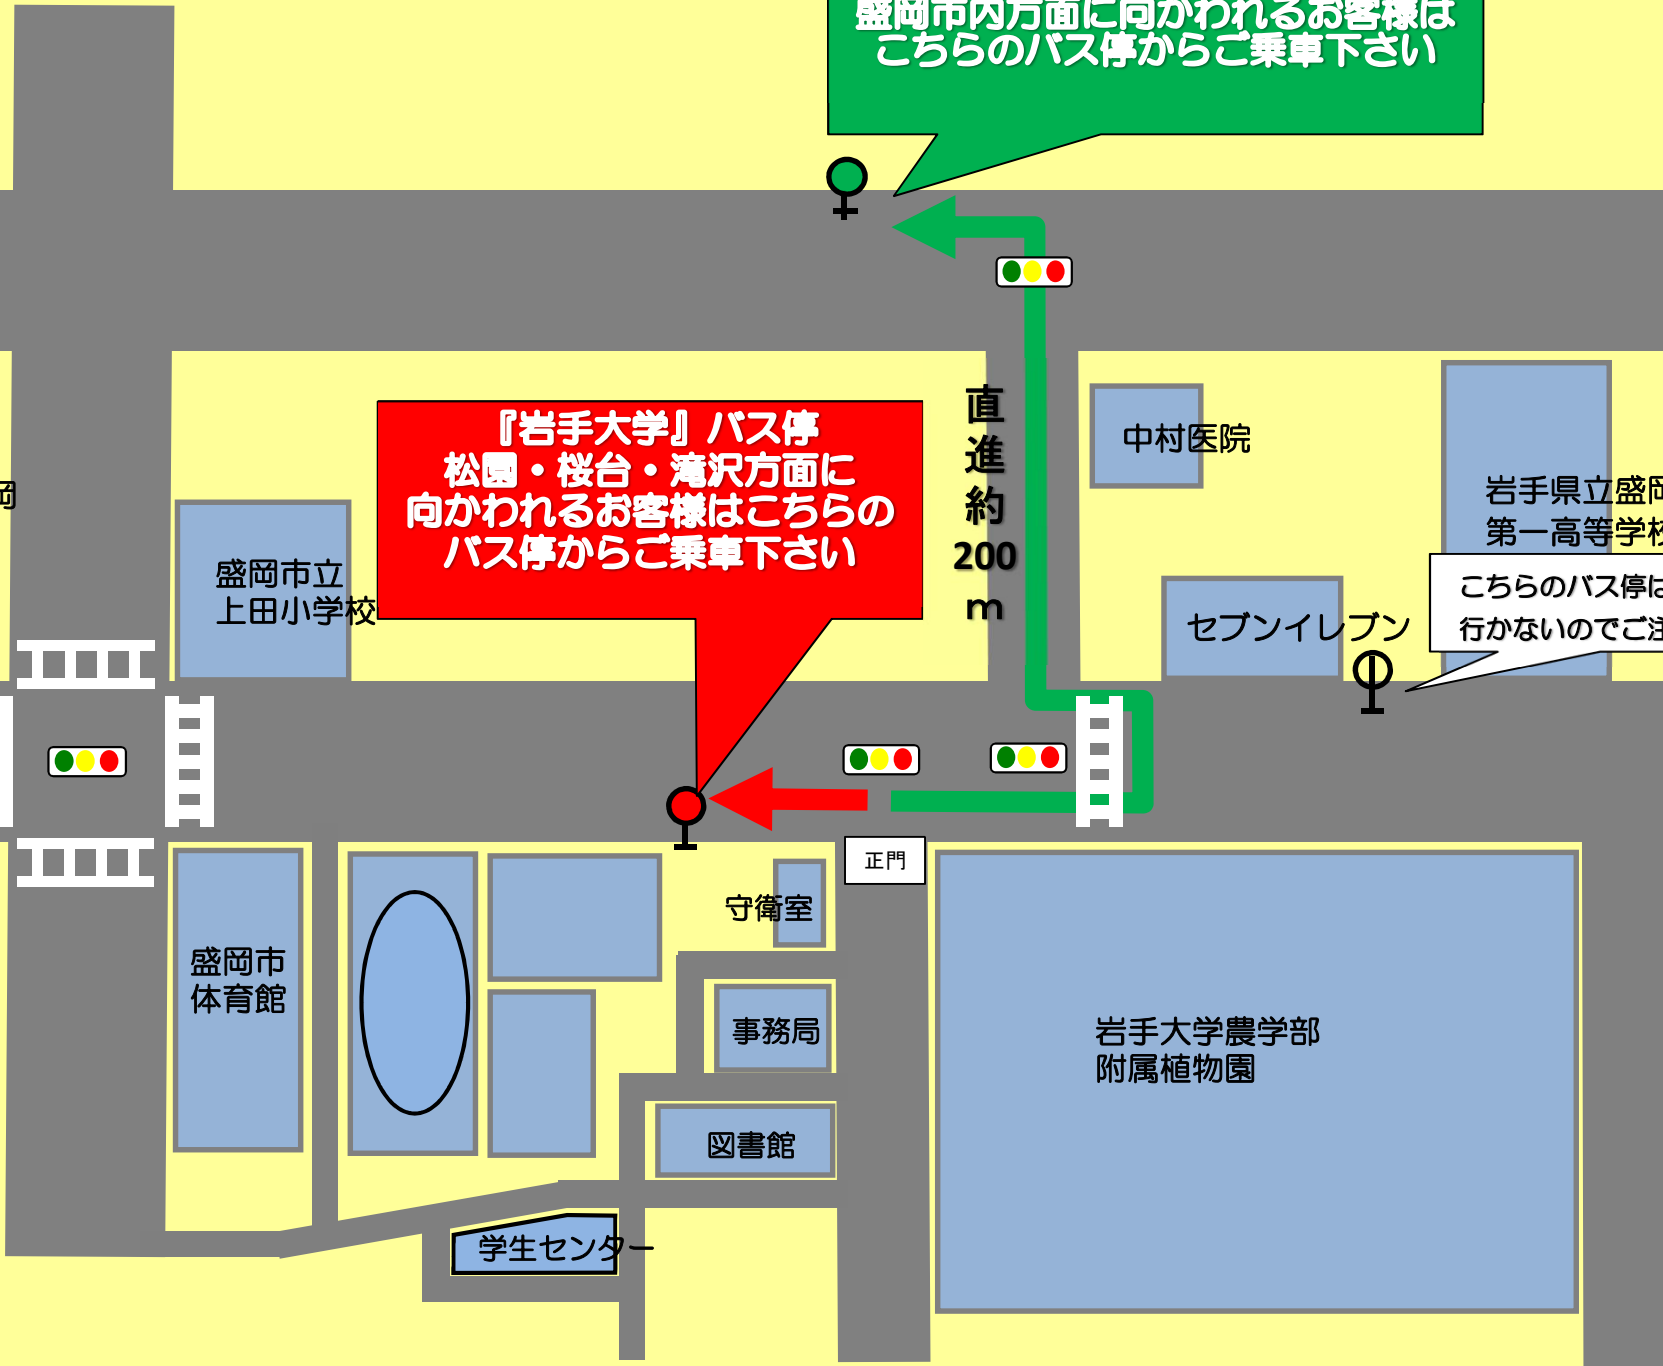 盛岡市内方面に向かわれるお客様は
こちらのバス停からご乗車下さい
『岩手大学』バス停
松園・桜台・滝沢方面に
向かわれるお客様はこちらの
バス停からご乗車下さい
直
進
約
200
m
中村医院
岩手県立盛岡
第一高等学校
岡
盛岡市立
上田小学校
セブンイレブン
こちらのバス停は
行かないのでご注
正門
守衛室
盛岡市
体育館
事務局
岩手大学農学部
附属植物園
図書館
学生センター